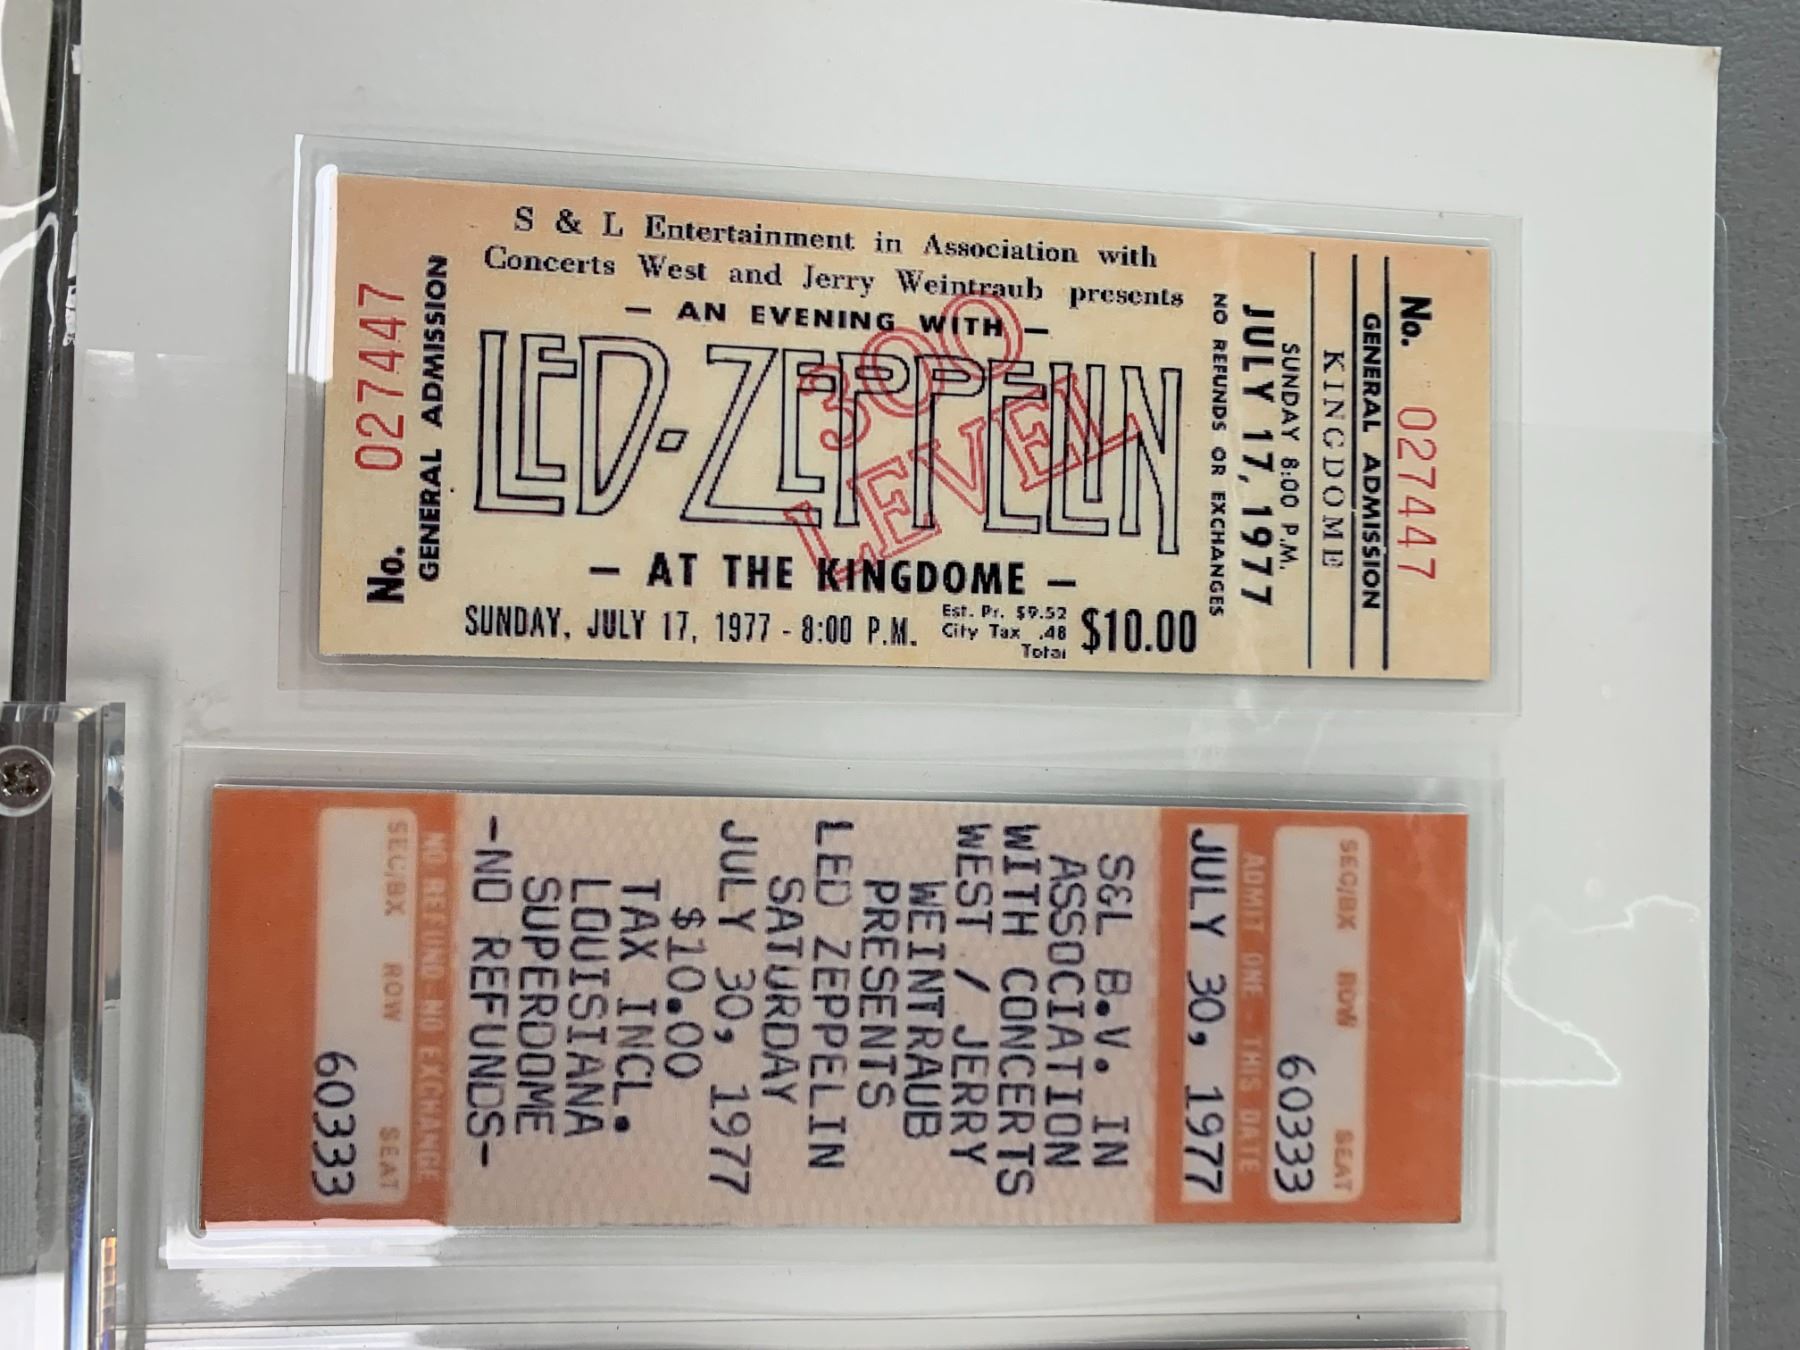 No. 027447
GENERAL ADMISSION
S & L Entertainment in Association with
Concerts West and Jerry Weintraub presents
— AN EVENING WITH —
LED-ZEPPELIN
300
LEVEL
— AT THE KINGDOME —
SUNDAY, JULY 17, 1977 - 8:00 P.M.
Est. Pr. $9.52
City Tax .48
Total
$10.00
NO REFUNDS OR EXCHANGES
JULY 17, 1977
SUNDAY 8:00 P.M.
KINGDOME
GENERAL ADMISSION
No. 027447
SEC/BX ROW SEAT
60333
ADMIT ONE - THIS DATE
JULY 30, 1977
S&L B.V. IN
ASSOCIATION
WITH CONCERTS
WEST / JERRY
WEINTRAUB
PRESENTS
LED ZEPPELIN
SATURDAY
JULY 30, 1977
$10.00
TAX INCL.
LOUISIANA
SUPERDOME
-NO REFUNDS-
NO REFUND-NO EXCHANGE
SEC/BX ROW SEAT
60333